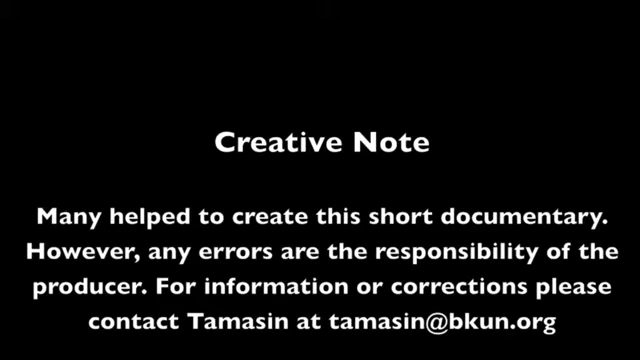 Creative Note
Many helped to create this short documentary.
However, any errors are the responsibility of the
producer. For information or corrections please
contact Tamasin at tamasin@bkun.org